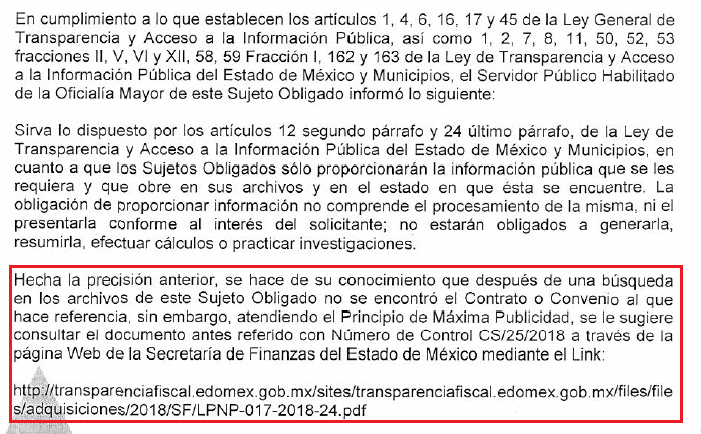 En cumplimiento a lo que establecen los artículos 1, 4, 6, 16, 17 y 45 de la Ley General de
Transparencia y Acceso a la Información Pública, así como 1, 2, 7, 8, 11, 50, 52, 53
fracciones II, V, VI y XII, 58, 59 Fracción I, 162 y 163 de la Ley de Transparencia y Acceso
a la Información Pública del Estado de México y Municipios, el Servidor Público Habilitado
de la Oficialía Mayor de este Sujeto Obligado informó lo siguiente:
Sirva lo dispuesto por los artículos 12 segundo párrafo y 24 último párrafo, de la Ley de
Transparencia y Acceso a la Información Pública del Estado de México y Municipios, en
cuanto a que los Sujetos Obligados sólo proporcionarán la información pública que se les
requiera y que obre en sus archivos y en el estado en que ésta se encuentre. La
obligación de proporcionar información no comprende el procesamiento de la misma, ni el
presentarla conforme al interés del solicitante; no estarán obligados a generarla,
resumirla, efectuar cálculos o practicar investigaciones.
Hecha la precisión anterior, se hace de su conocimiento que después de una búsqueda
en los archivos de este Sujeto Obligado no se encontró el Contrato o Convenio al que
hace referencia, sin embargo, atendiendo el Principio de Máxima Publicidad, se le sugiere
consultar el documento antes referido con Número de Control CS/25/2018 a través de la
página Web de la Secretaría de Finanzas del Estado de México mediante el Link:
http://transparenciafiscal.edomex.gob.mx/sites/transparenciafiscal.edomex.gob.mx/files/file
s/adquisiciones/2018/SF/LPNP-017-2018-24.pdf